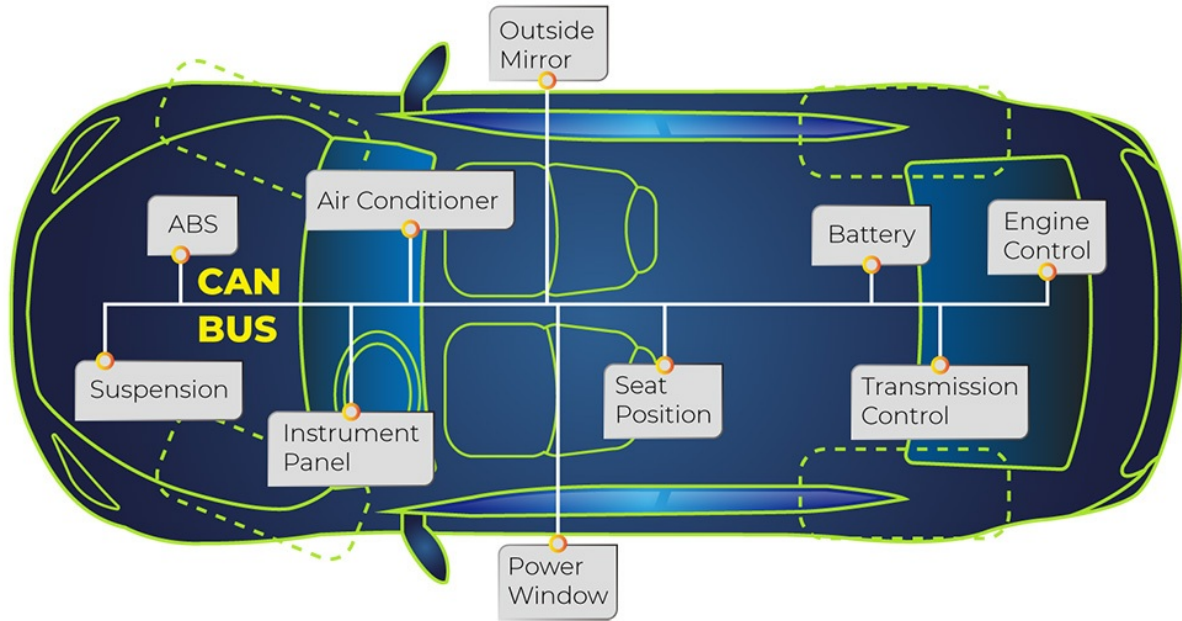 Outside
Mirror
Air Conditioner
ABS
Battery
Engine
Control
CAN
BUS
Suspension
Instrument
Panel
Seat
Position
Transmission
Control
Power
Window